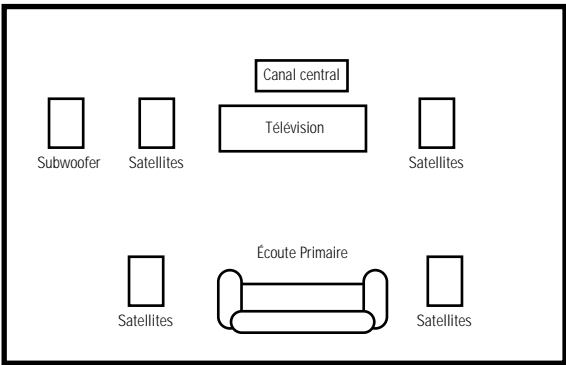 Canal central
Télévision
Subwoofer
Satellites
Satellites
Écoute Primaire
Satellites
Satellites